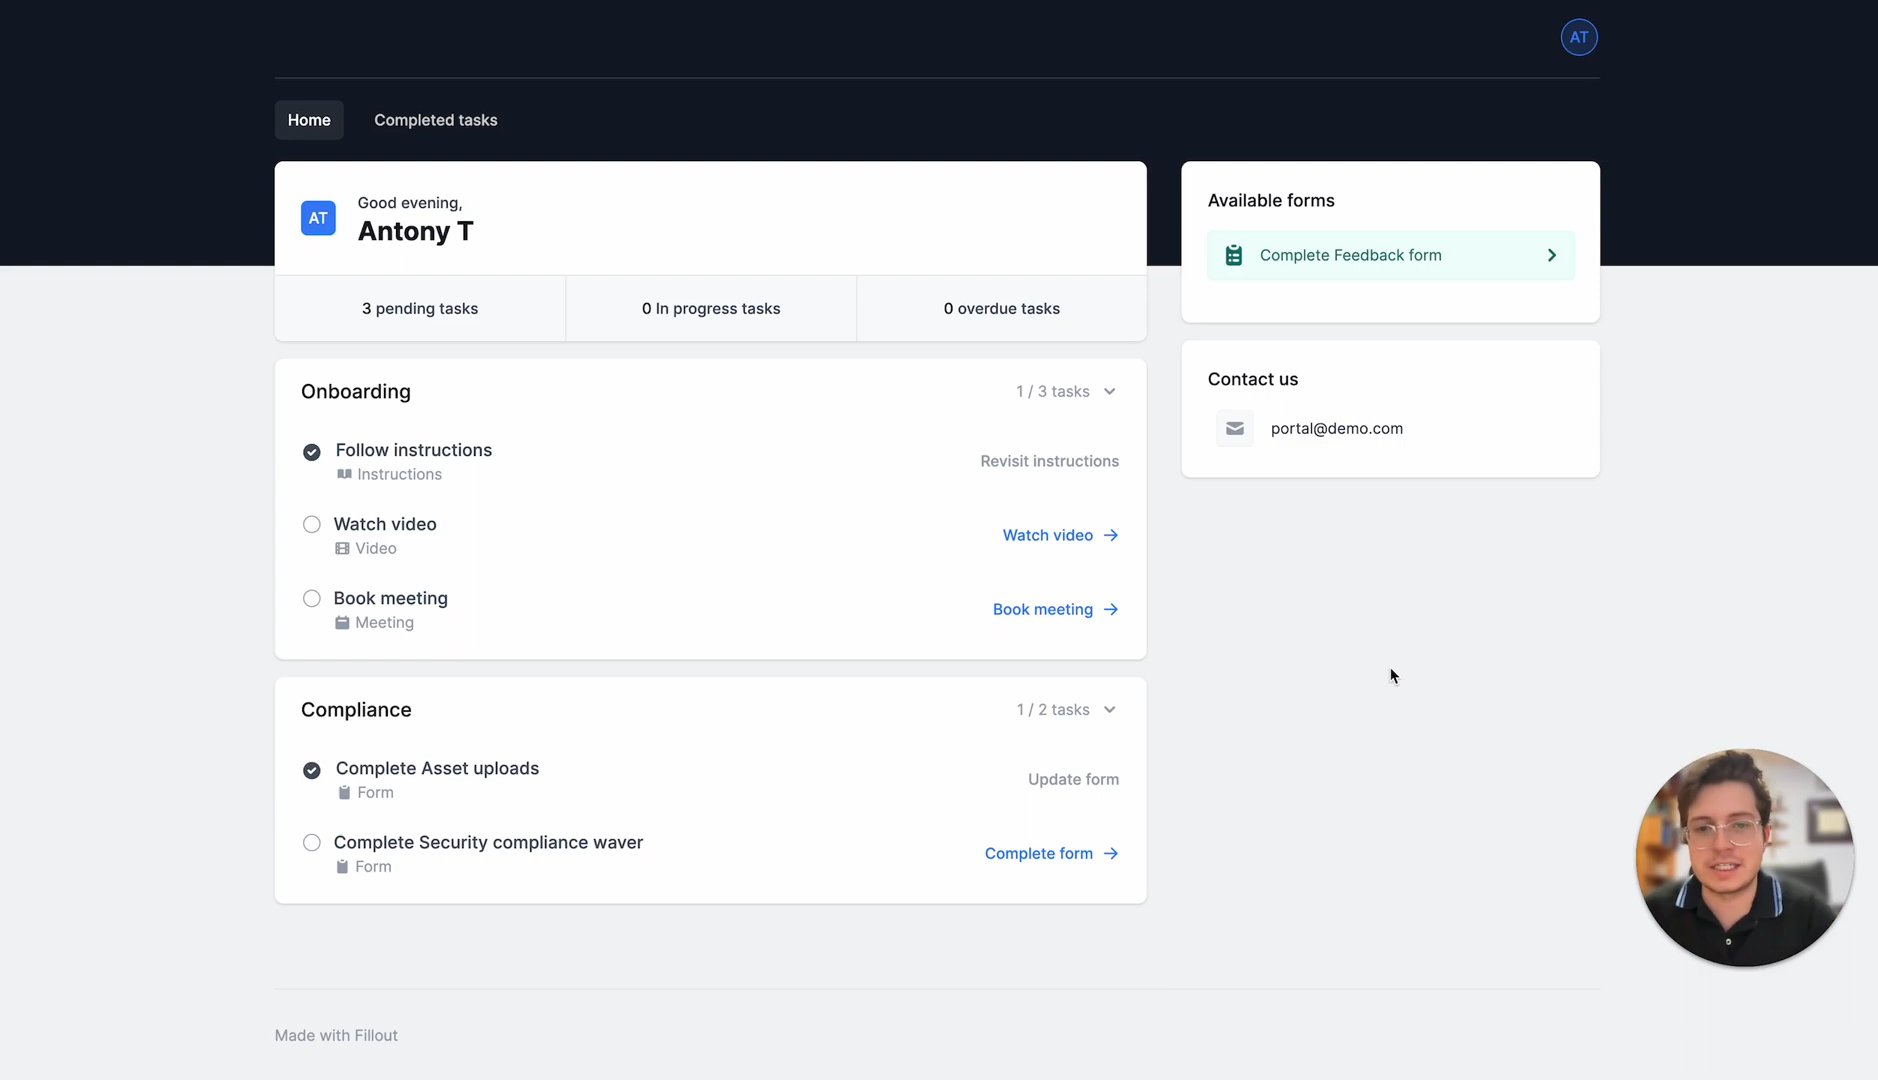 AT
Home
Completed tasks
AT
Good evening,
Antony T
3 pending tasks
0 In progress tasks
0 overdue tasks
Onboarding
1 / 3 tasks
Follow instructions
Instructions
Revisit instructions
Watch video
Video
Watch video
Book meeting
Meeting
Book meeting
Compliance
1 / 2 tasks
Complete Asset uploads
Form
Update form
Complete Security compliance waver
Form
Complete form
Available forms
Complete Feedback form
Contact us
portal@demo.com
Made with Fillout